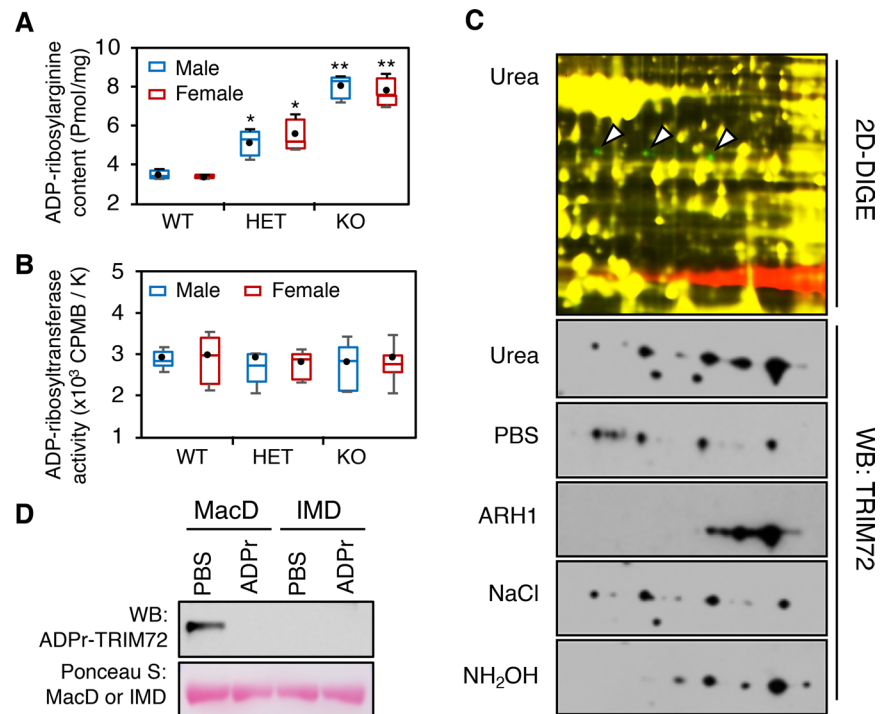 A
ADP-ribosylarginine
content (Pmol/mg)
10
8
6
4
2
Male
Female
*
*
**
**
WT
HET
KO
B
ADP-ribosyltransferase
activity (x10³ CPMB / K)
5
4
3
2
1
Male
Female
WT
HET
KO
C
Urea
2D-DIGE
Urea
PBS
ARH1
NaCl
NH₂OH
WB: TRIM72
D
MacD
IMD
PBS
ADPr
PBS
ADPr
WB:
ADPr-TRIM72
Ponceau S:
MacD or IMD